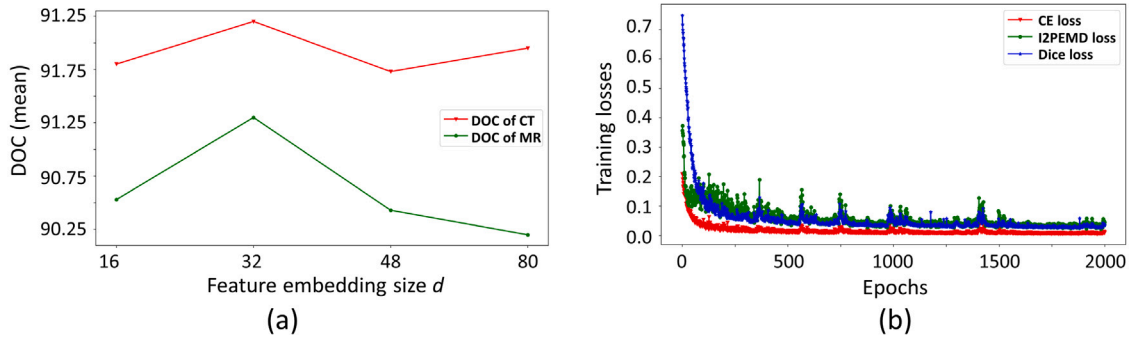 91.25
91.75
91.25
90.75
90.25
DOC (mean)
DOC of CT
DOC of MR
16 32 48 80
Feature embedding size d
(a)
0.7
0.6
0.5
0.4
0.3
0.2
0.1
0.0
Training losses
CE loss
I2PEMD loss
Dice loss
0 500 1000 1500 2000
Epochs
(b)